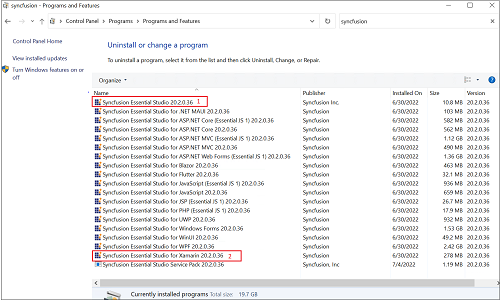 Programs and Features
Control Panel > Programs > Programs and Features
syncfusion
Control Panel Home
View installed updates
Turn Windows features on or off
Uninstall or change a program
To uninstall a program, select it from the list and then click Uninstall, Change, or Repair.
Organize
Name Publisher Installed On Size Version
Syncfusion Essential Studio 20.2.0.36 1 Syncfusion Inc. 6/30/2022 10.8 MB 20.2.0.36
Syncfusion Essential Studio for .NET MAUI 20.2.0.36 Syncfusion, Inc. 6/30/2022 103 MB 20.2.0.36
Syncfusion Essential Studio for ASP.NET Core (Essential JS 1) 20.2.0.36 Syncfusion, Inc. 6/30/2022 582 MB 20.2.0.36
Syncfusion Essential Studio for ASP.NET Core 20.2.0.36 Syncfusion, Inc. 6/30/2022 562 MB 20.2.0.36
Syncfusion Essential Studio for ASP.NET MVC (Essential JS 1) 20.2.0.36 Syncfusion, Inc. 6/30/2022 1.12 GB 20.2.0.36
Syncfusion Essential Studio for ASP.NET MVC 20.2.0.36 Syncfusion, Inc. 6/30/2022 490 MB 20.2.0.36
Syncfusion Essential Studio for ASP.NET Web Forms (Essential JS 1) 20.2.0.36 Syncfusion, Inc. 6/30/2022 1.36 GB 20.2.0.36
Syncfusion Essential Studio for Blazor 20.2.0.36 Syncfusion, Inc. 6/30/2022 463 MB 20.2.0.36
Syncfusion Essential Studio for Flutter 20.2.0.36 Syncfusion, Inc. 6/30/2022 32.1 MB 20.2.0.36
Syncfusion Essential Studio for JavaScript (Essential JS 1) 20.2.0.36 Syncfusion, Inc. 6/30/2022 936 MB 20.2.0.36
Syncfusion Essential Studio for JavaScript 20.2.0.36 Syncfusion, Inc. 6/30/2022 659 MB 20.2.0.36
Syncfusion Essential Studio for JSP (Essential JS 1) 20.2.0.36 Syncfusion, Inc. 6/30/2022 26.7 MB 20.2.0.36
Syncfusion Essential Studio for PHP (Essential JS 1) 20.2.0.36 Syncfusion, Inc. 6/30/2022 17.9 MB 20.2.0.36
Syncfusion Essential Studio for UWP 20.2.0.36 Syncfusion, Inc. 6/30/2022 932 MB 20.2.0.36
Syncfusion Essential Studio for Windows Forms 20.2.0.36 Syncfusion, Inc. 6/30/2022 1.53 GB 20.2.0.36
Syncfusion Essential Studio for WinUI 20.2.0.36 Syncfusion, Inc. 6/30/2022 49.2 MB 20.2.0.36
Syncfusion Essential Studio for WPF 20.2.0.36 Syncfusion, Inc. 6/30/2022 2.42 GB 20.2.0.36
Syncfusion Essential Studio for Xamarin 20.2.0.36 2 Syncfusion, Inc. 6/30/2022 278 MB 20.2.0.36
Syncfusion Essential Studio Service Pack 20.2.0.36 Syncfusion, Inc. 7/4/2022 1.19 MB 20.2.0.36
Currently installed programs Total size: 19.7 GB